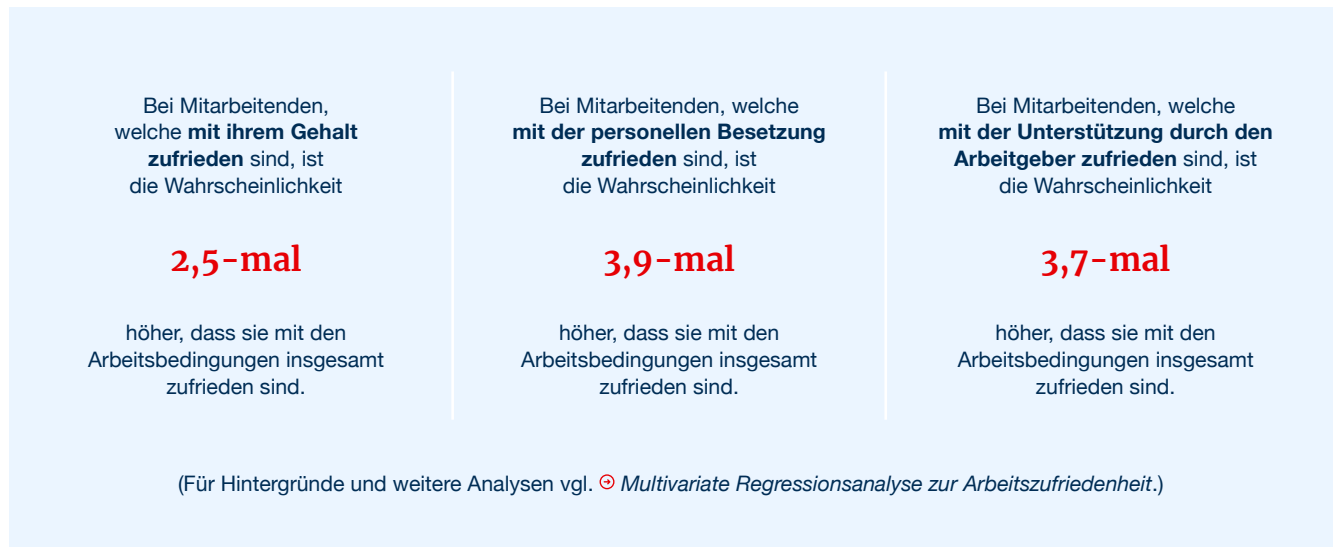 Bei Mitarbeitenden,
welche mit ihrem Gehalt
zufrieden sind, ist
die Wahrscheinlichkeit
2,5-mal
höher, dass sie mit den
Arbeitsbedingungen insgesamt
zufrieden sind.
Bei Mitarbeitenden, welche
mit der personellen Besetzung
zufrieden sind, ist
die Wahrscheinlichkeit
3,9-mal
höher, dass sie mit den
Arbeitsbedingungen insgesamt
zufrieden sind.
Bei Mitarbeitenden, welche
mit der Unterstützung durch den
Arbeitgeber zufrieden sind, ist
die Wahrscheinlichkeit
3,7-mal
höher, dass sie mit den
Arbeitsbedingungen insgesamt
zufrieden sind.
(Für Hintergründe und weitere Analysen vgl. Multivariate Regressionsanalyse zur Arbeitszufriedenheit.)